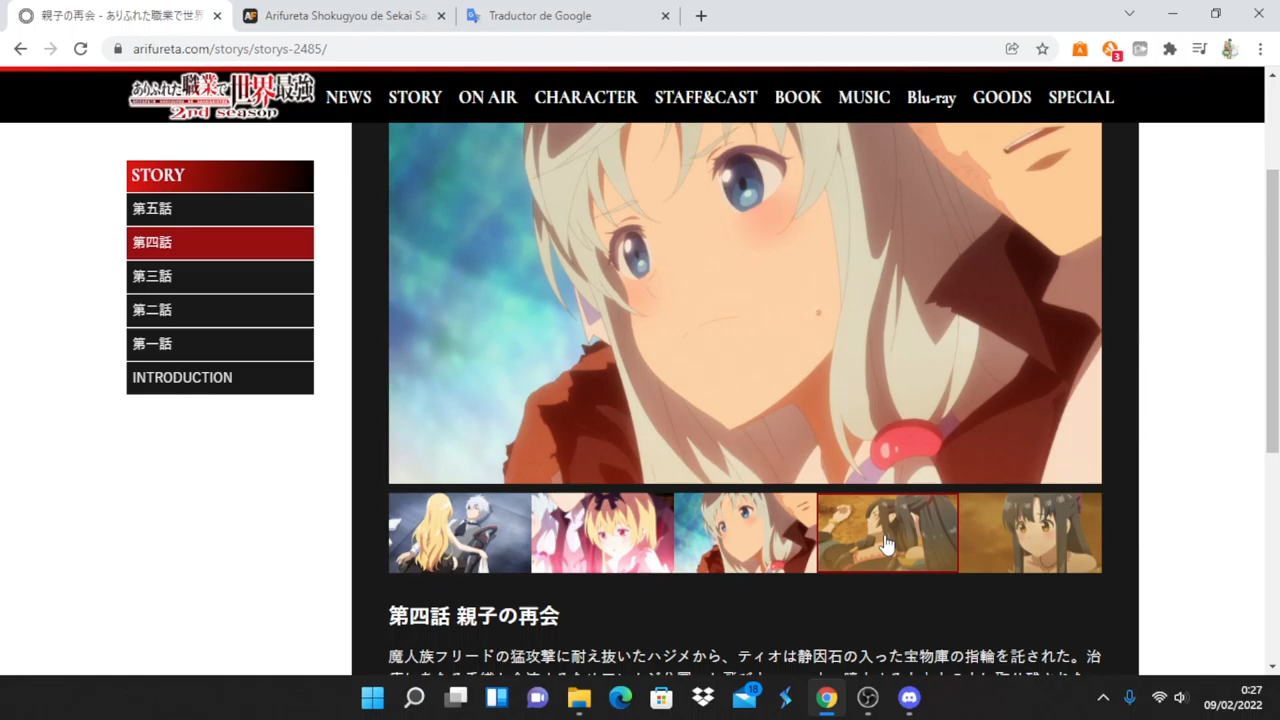 親子の再会 - ありふれた職業で世界
Arifureta Shokugyou de Sekai Sa
Traductor de Google
arifureta.com/storys/storys-2485/
3
ありふれた職業で世界最強
2nd season
NEWS STORY ON AIR CHARACTER STAFF&CAST BOOK MUSIC Blu-ray GOODS SPECIAL
STORY
第五話
第四話
第三話
第二話
第一話
INTRODUCTION
第四話 親子の再会
魔人族フリードの猛攻撃に耐え抜いたハジメから、ティオは静因石の入った宝物庫の指輪を託された。治
18
0:27
09/02/2022